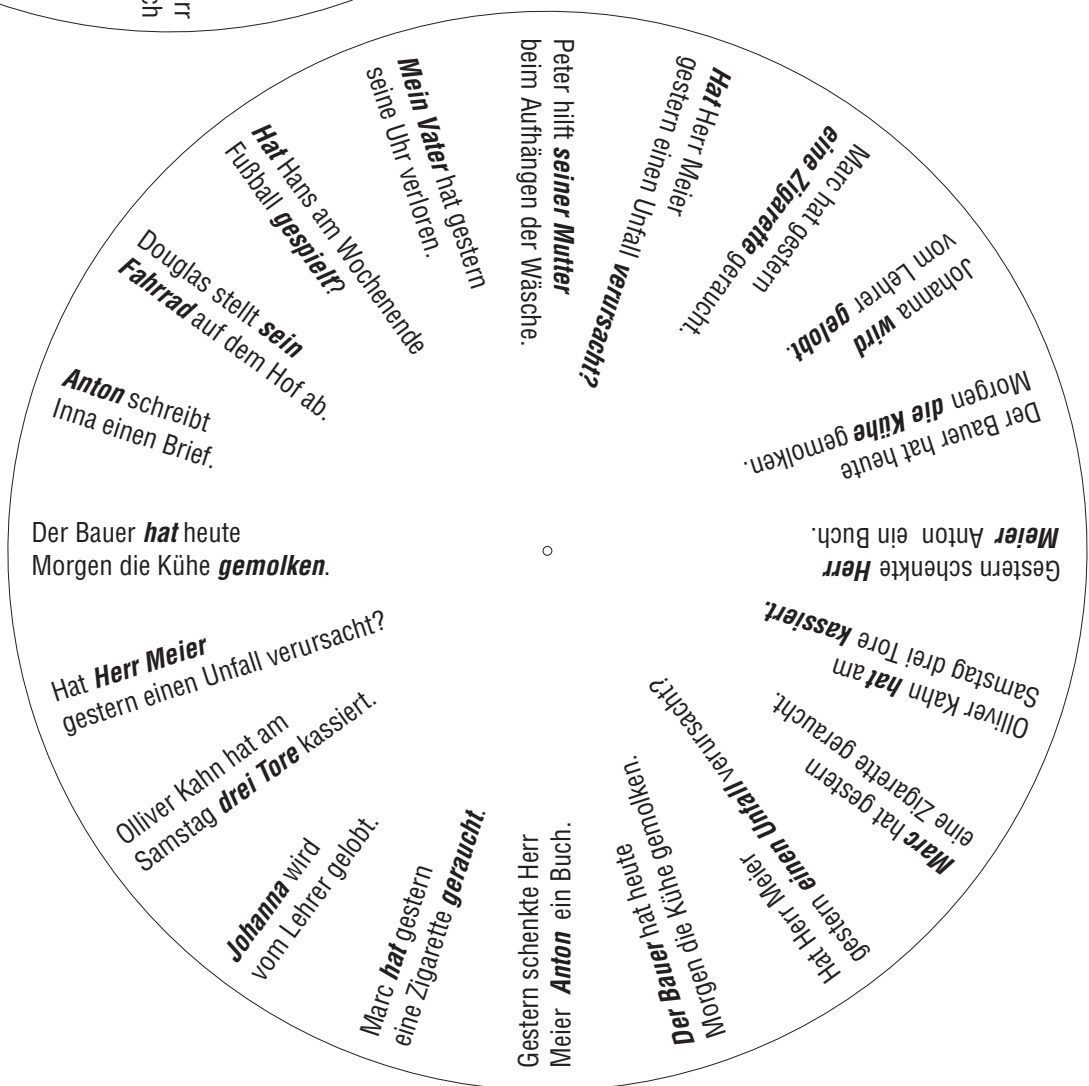 rr
ch
Peter hilft seiner Mutter
beim Aufhängen der Wäsche.
Hat Herr Meier
gestern einen Unfall verursacht?
Marc hat gestern
eine Zigarette geraucht.
Johanna wird
vom Lehrer gelobt.
Der Bauer hat heute
Morgen die Kühe gemolken.
Gestern schenkte Herr
Meier Anton ein Buch.
Olliver Kahn hat am
Samstag drei Tore kassiert.
Marc hat gestern
eine Zigarette geraucht.
Hat Herr Meier
gestern einen Unfall verursacht?
Der Bauer hat heute
Morgen die Kühe gemolken.
Gestern schenkte Herr
Meier Anton ein Buch.
Marc hat gestern
eine Zigarette geraucht.
Johanna wird
vom Lehrer gelobt.
Olliver Kahn hat am
Samstag drei Tore kassiert.
Hat Herr Meier
gestern einen Unfall verursacht?
Der Bauer hat heute
Morgen die Kühe gemolken.
Anton schreibt
Inna einen Brief.
Douglas stellt sein
Fahrrad auf dem Hof ab.
Hat Hans am Wochenende
Fußball gespielt?
Mein Vater hat gestern
seine Uhr verloren.